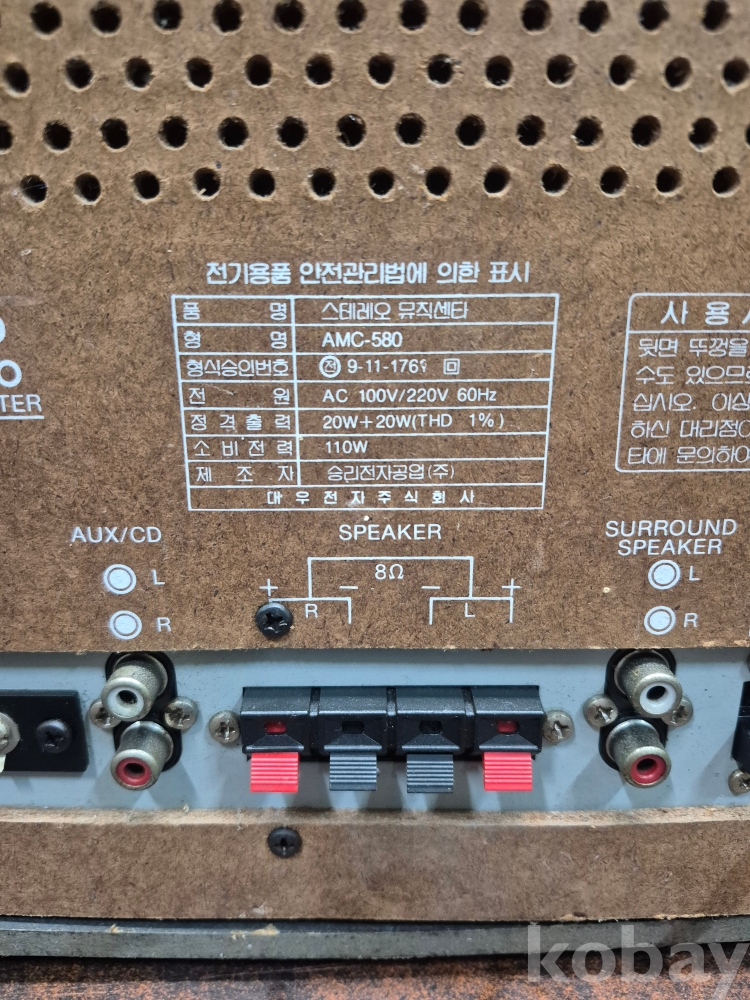 전기용품 안전관리법에 의한 표시
품 명 스테레오 뮤직센타
형 명 AMC-580
형식승인번호 전 9-11-1769
전 원 AC 100V/220V 60Hz
정격출력 20W+20W(THD 1%)
소비전력 110W
제 조 자 승리전자공업(주)
대우전자주식회사
사 용
뒷면 뚜껑을
수도 있으므로
십시오. 이상
하신 대리점
타에 문의하
TER
AUX/CD
L
R
SPEAKER
8Ω
+ − − +
R L
SURROUND
SPEAKER
L
R
kobay